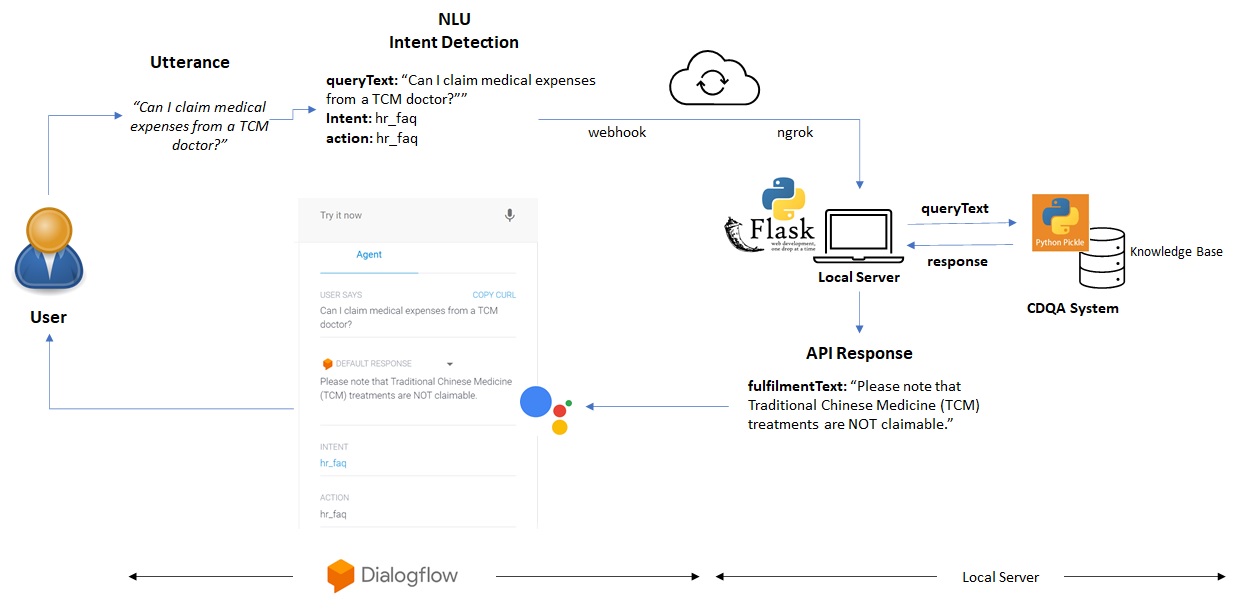 NLU
Intent Detection
Utterance
“Can I claim medical
expenses from a TCM
doctor?”
queryText: “Can I claim medical expenses
from a TCM doctor?””
Intent: hr_faq
action: hr_faq
webhook
ngrok
User
Try it now
Agent
USER SAYS
COPY CURL
Can I claim medical expenses from a TCM
doctor?
DEFAULT RESPONSE
Please note that Traditional Chinese Medicine
(TCM) treatments are NOT claimable.
INTENT
hr_faq
ACTION
hr_faq
Flask
web development,
one drop at a time
Local Server
queryText
response
Python Pickle
Knowledge Base
CDQA System
API Response
fulfilmentText: “Please note that
Traditional Chinese Medicine (TCM)
treatments are NOT claimable.”
Dialogflow
Local Server